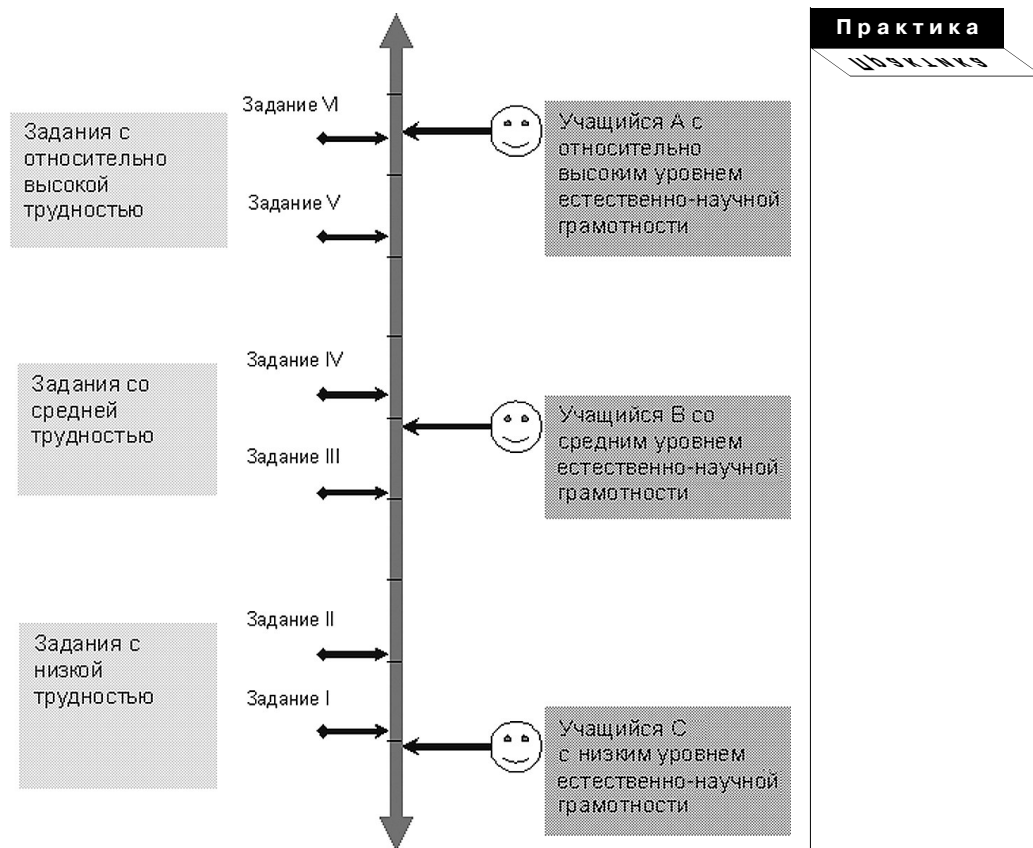 Практика
Задание VI
Задания с
относительно
высокой
трудностью
Учащийся А с
относительно
высоким уровнем
естественно-научной
грамотности
Задание V
Задание IV
Задания со
средней
трудностью
Учащийся В со
средним уровнем
естественно-научной
грамотности
Задание III
Задание II
Задания с
низкой
трудностью
Задание I
Учащийся С
с низким уровнем
естественно-научной
грамотности